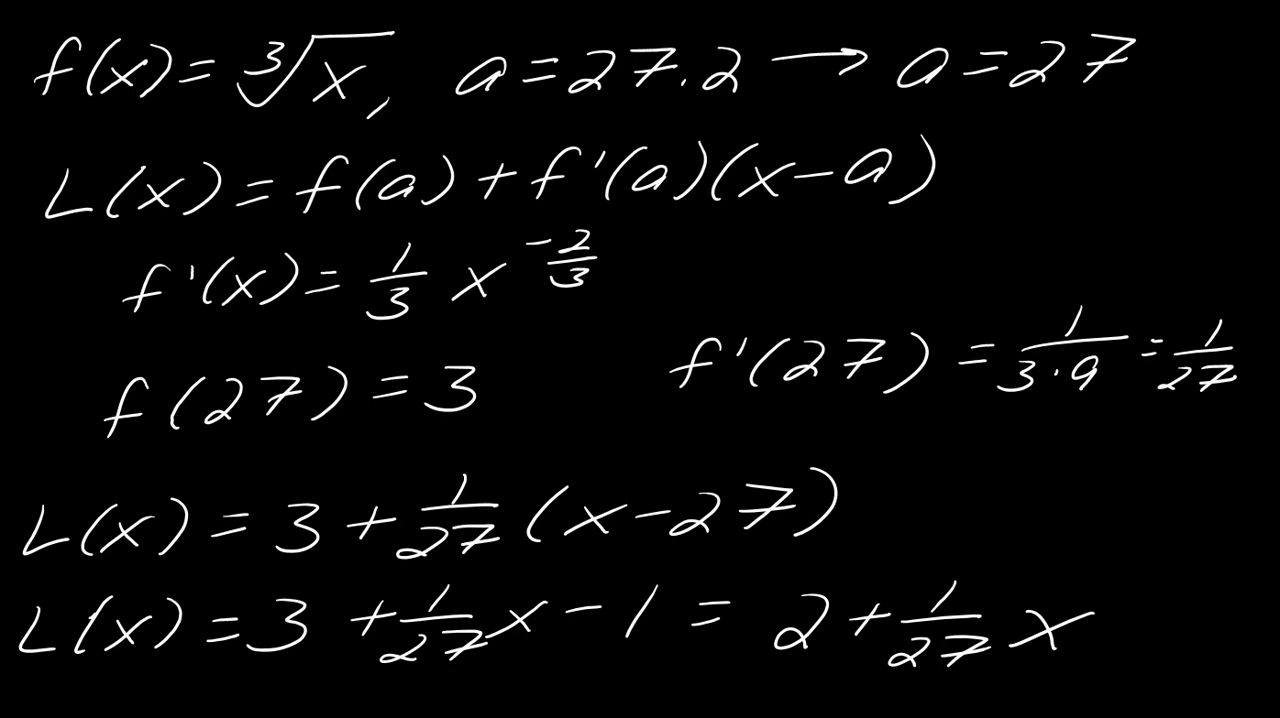 f(x) = ∛x, a = 27.2 → a = 27
L(x) = f(a) + f'(a)(x - a)
f'(x) = 1/3 x^(-2/3)
f(27) = 3 f'(27) = 1/(3·9) = 1/27
L(x) = 3 + 1/27 (x - 27)
L(x) = 3 + 1/27 x - 1 = 2 + 1/27 x